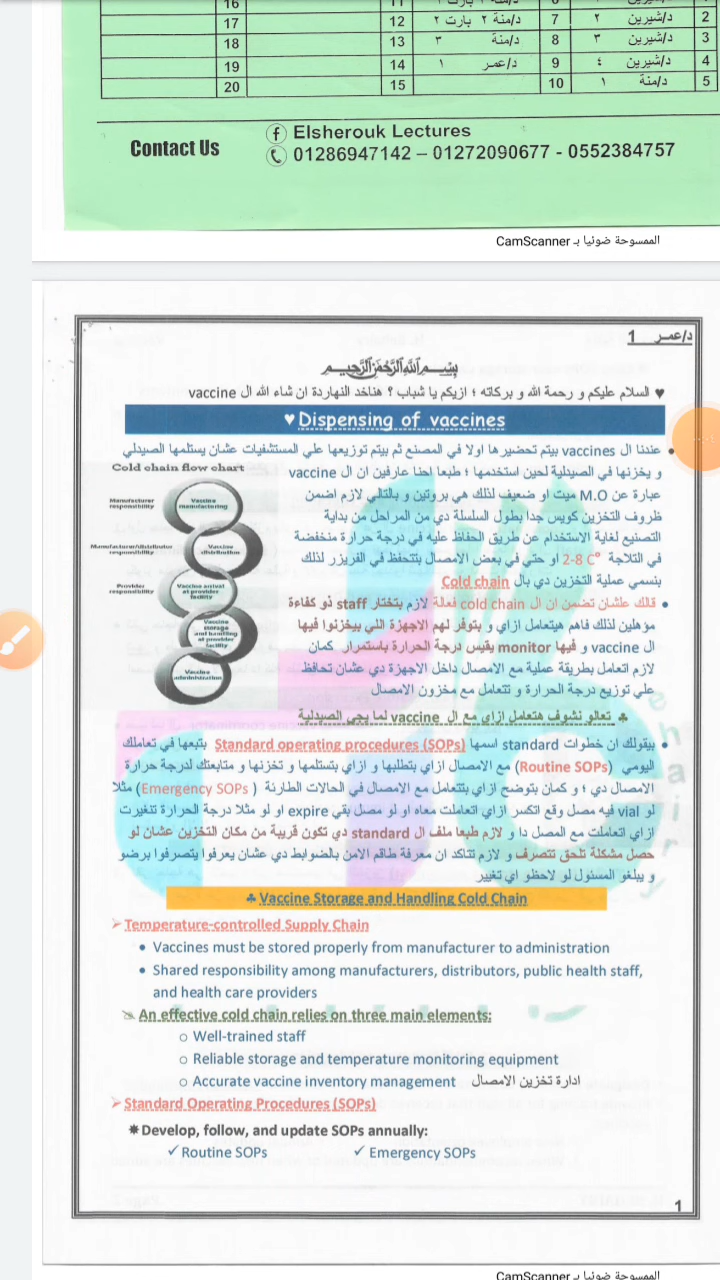 16 11
17 12 د/منة ٢ بارت ٢ 7 د/شيرين ٢ 2
18 13 د/منة ٣ 8 د/شيرين ٣ 3
19 14 د/عمر ١ 9 د/شيرين ٤ 4
20 15 10 د/منة ١ 5
Contact Us
Elsherouk Lectures
01286947142 – 01272090677 - 0552384757
الممسوحة ضوئيا بـ CamScanner
د/عمر 1
بسم الله الرحمن الرحيم
♥ السلام عليكم و رحمة الله و بركاته ؛ ازيكم يا شباب ؟ هناخد النهاردة ان شاء الله ال vaccine
♥ Dispensing of vaccines
• عندنا ال vaccines بيتم تحضيرها اولا في المصنع ثم بيتم توزيعها علي المستشفيات عشان يستلمها الصيدلي
و يخزنها في الصيدلية لحين استخدمها ؛ طبعا احنا عارفين ان ال vaccine
عبارة عن M.O ميت او ضعيف لذلك هي بروتين و بالتالي لازم اضمن
ظروف التخزين كويس جدا بطول السلسلة دي من المراحل من بداية
التصنيع لغاية الاستخدام عن طريق الحفاظ عليه في درجة حرارة منخفضة
في التلاجة 2-8 C° او حتي في بعض الامصال بتتحفظ في الفريزر لذلك
بنسمي عملية التخزين دي بال Cold chain
Cold chain flow chart
Manufacturer responsibility
Vaccine manufacturing
Manufacturer/distributor responsibility
Vaccine distribution
Provider responsibility
Vaccine arrival at provider facility
Vaccine storage and handling at provider facility
Vaccine administration
• قالك علشان تضمن ان ال cold chain فعالة لازم بتختار staff ذو كفاءة
مؤهلين لذلك فاهم هيتعامل ازاي و بتوفر لهم الاجهزة اللي بيخزنوا فيها
ال vaccine و فيها monitor بقيس درجة الحرارة باستمرار كمان
لازم اتعامل بطريقة عملية مع الامصال داخل الاجهزة دي عشان تحافظ
علي توزيع درجة الحرارة و تتعامل مع مخزون الامصال
♣ تعالو نشوف هتعامل ازاي مع ال vaccine لما يجي الصيدلية
• بيقولك ان خطوات standard اسمها Standard operating procedures (SOPs) بتتبعها في تعاملك
اليومي (Routine SOPs) مع الامصال ازاي بتطلبها و ازاي بتستلمها و تخزنها و متابعتك لدرجة حرارة
الامصال دي ؛ و كمان بتوضح ازاي بتتعامل مع الامصال في الحالات الطارئة (Emergency SOPs) مثلا
لو vial فيه مصل وقع اتكسر ازاي اتعاملت معاه او لو مصل بقي expire او لو مثلا درجة الحرارة تتغيرت
ازاي اتعاملت مع المصل دا و لازم طبعا ملف ال standard دي تكون قريبة من مكان التخزين عشان لو
حصل مشكلة تلحق تتصرف و لازم تتاكد ان معرفة طاقم الامن بالضوابط دي عشان يعرفوا يتصرفوا برضو
و يبلغو المسئول لو لاحظو اي تغيير
♣ Vaccine Storage and Handling Cold Chain
➢ Temperature-controlled Supply Chain
• Vaccines must be stored properly from manufacturer to administration
• Shared responsibility among manufacturers, distributors, public health staff,
and health care providers
An effective cold chain relies on three main elements:
o Well-trained staff
o Reliable storage and temperature monitoring equipment
o Accurate vaccine inventory management ادارة تخزين الامصال
➢ Standard Operating Procedures (SOPs)
✷ Develop, follow, and update SOPs annually:
✓ Routine SOPs ✓ Emergency SOPs
1
الممسوحة ضوئيا بـ CamScanner